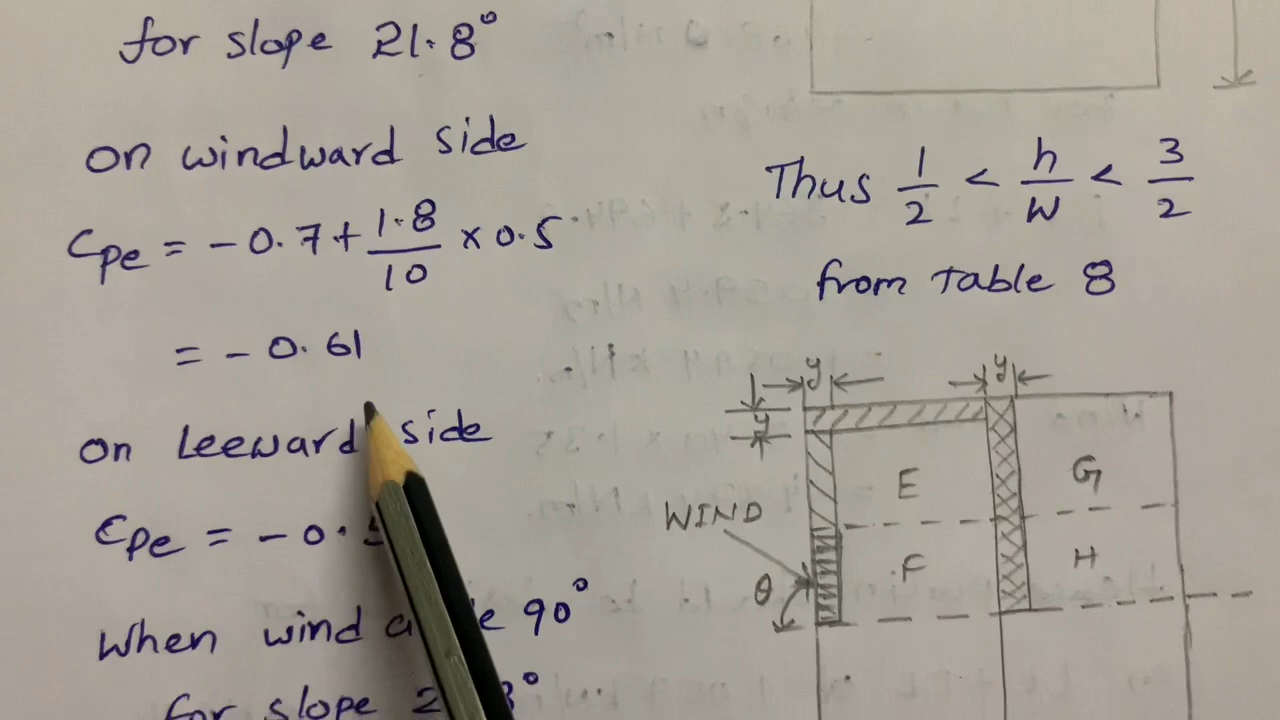 for slope 21.8°
on windward side
Cpe = -0.7 + 1.8/10 × 0.5
= -0.61
on Leeward side
Cpe = -0.
When wind 90°
for slope
Thus 1/2 < h/W < 3/2
from Table 8
y y
y
E G
WIND
F H
θ